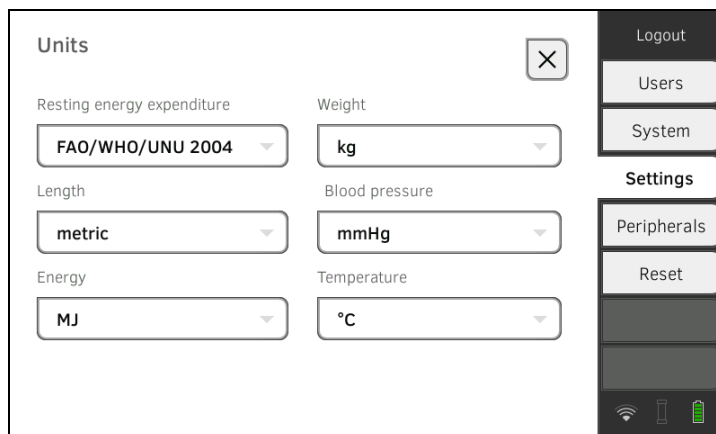 Units
Resting energy expenditure
FAO/WHO/UNU 2004
Weight
kg
Length
metric
Blood pressure
mmHg
Energy
MJ
Temperature
°C
Logout
Users
System
Settings
Peripherals
Reset